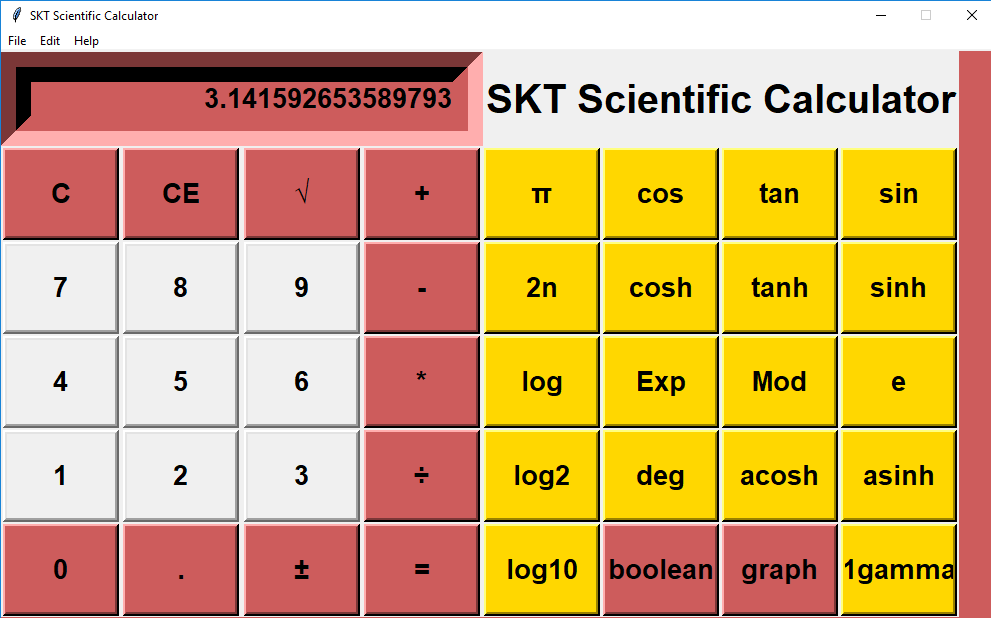 SKT Scientific Calculator
File Edit Help
3.141592653589793 SKT Scientific Calculator
C CE √ + π cos tan sin
7 8 9 - 2n cosh tanh sinh
4 5 6 * log Exp Mod e
1 2 3 ÷ log2 deg acosh asinh
0 . ± = log10 boolean graph 1gamma